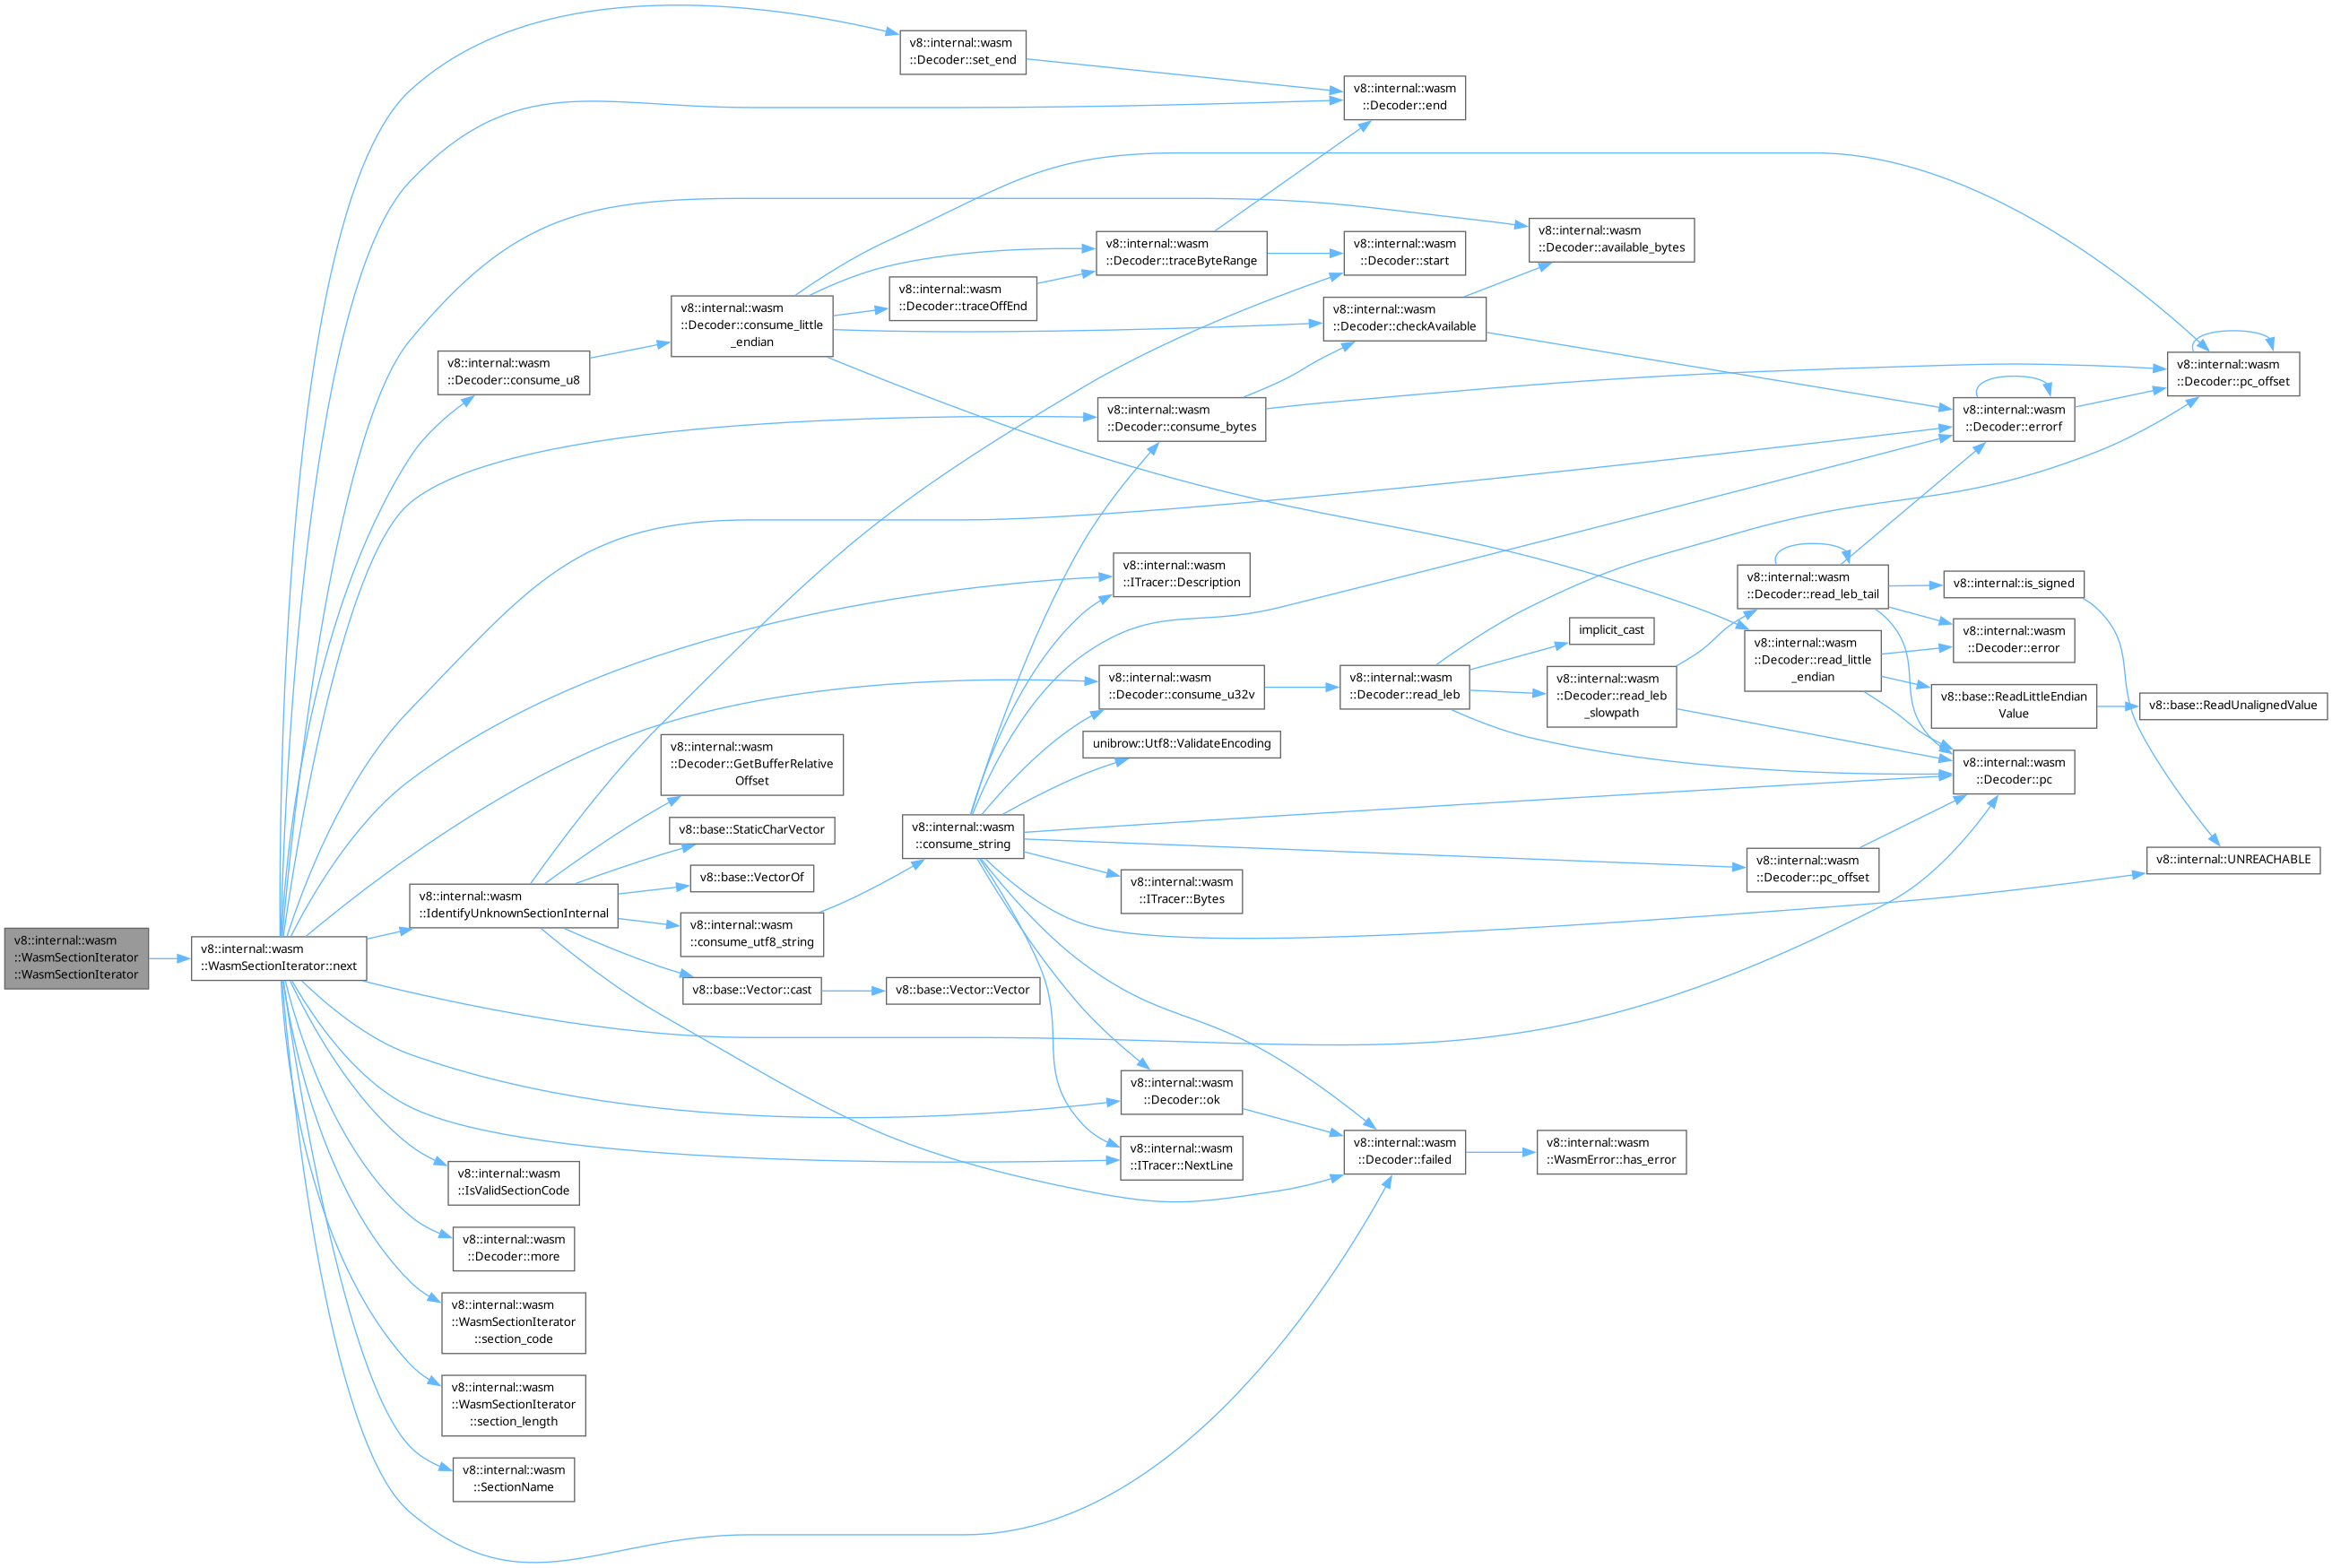 v8::internal::wasm
::WasmSectionIterator
::WasmSectionIterator
v8::internal::wasm
::WasmSectionIterator::next
v8::internal::wasm
::Decoder::set_end
v8::internal::wasm
::Decoder::end
v8::internal::wasm
::Decoder::available_bytes
v8::internal::wasm
::Decoder::traceByteRange
v8::internal::wasm
::Decoder::start
v8::internal::wasm
::Decoder::traceOffEnd
v8::internal::wasm
::Decoder::consume_little
_endian
v8::internal::wasm
::Decoder::checkAvailable
v8::internal::wasm
::Decoder::consume_u8
v8::internal::wasm
::Decoder::pc_offset
v8::internal::wasm
::Decoder::consume_bytes
v8::internal::wasm
::Decoder::errorf
v8::internal::wasm
::ITracer::Description
v8::internal::wasm
::Decoder::read_leb_tail
v8::internal::is_signed
implicit_cast
v8::internal::wasm
::Decoder::error
v8::internal::wasm
::Decoder::read_little
_endian
v8::internal::wasm
::Decoder::consume_u32v
v8::internal::wasm
::Decoder::read_leb
v8::internal::wasm
::Decoder::read_leb
_slowpath
v8::base::ReadLittleEndian
Value
v8::base::ReadUnalignedValue
v8::internal::wasm
::Decoder::GetBufferRelative
Offset
unibrow::Utf8::ValidateEncoding
v8::internal::wasm
::Decoder::pc
v8::base::StaticCharVector
v8::internal::wasm
::consume_string
v8::internal::wasm
::Decoder::pc_offset
v8::internal::UNREACHABLE
v8::base::VectorOf
v8::internal::wasm
::IdentifyUnknownSectionInternal
v8::internal::wasm
::ITracer::Bytes
v8::internal::wasm
::consume_utf8_string
v8::base::Vector::cast
v8::base::Vector::Vector
v8::internal::wasm
::Decoder::ok
v8::internal::wasm
::Decoder::failed
v8::internal::wasm
::WasmError::has_error
v8::internal::wasm
::ITracer::NextLine
v8::internal::wasm
::IsValidSectionCode
v8::internal::wasm
::Decoder::more
v8::internal::wasm
::WasmSectionIterator
::section_code
v8::internal::wasm
::WasmSectionIterator
::section_length
v8::internal::wasm
::SectionName